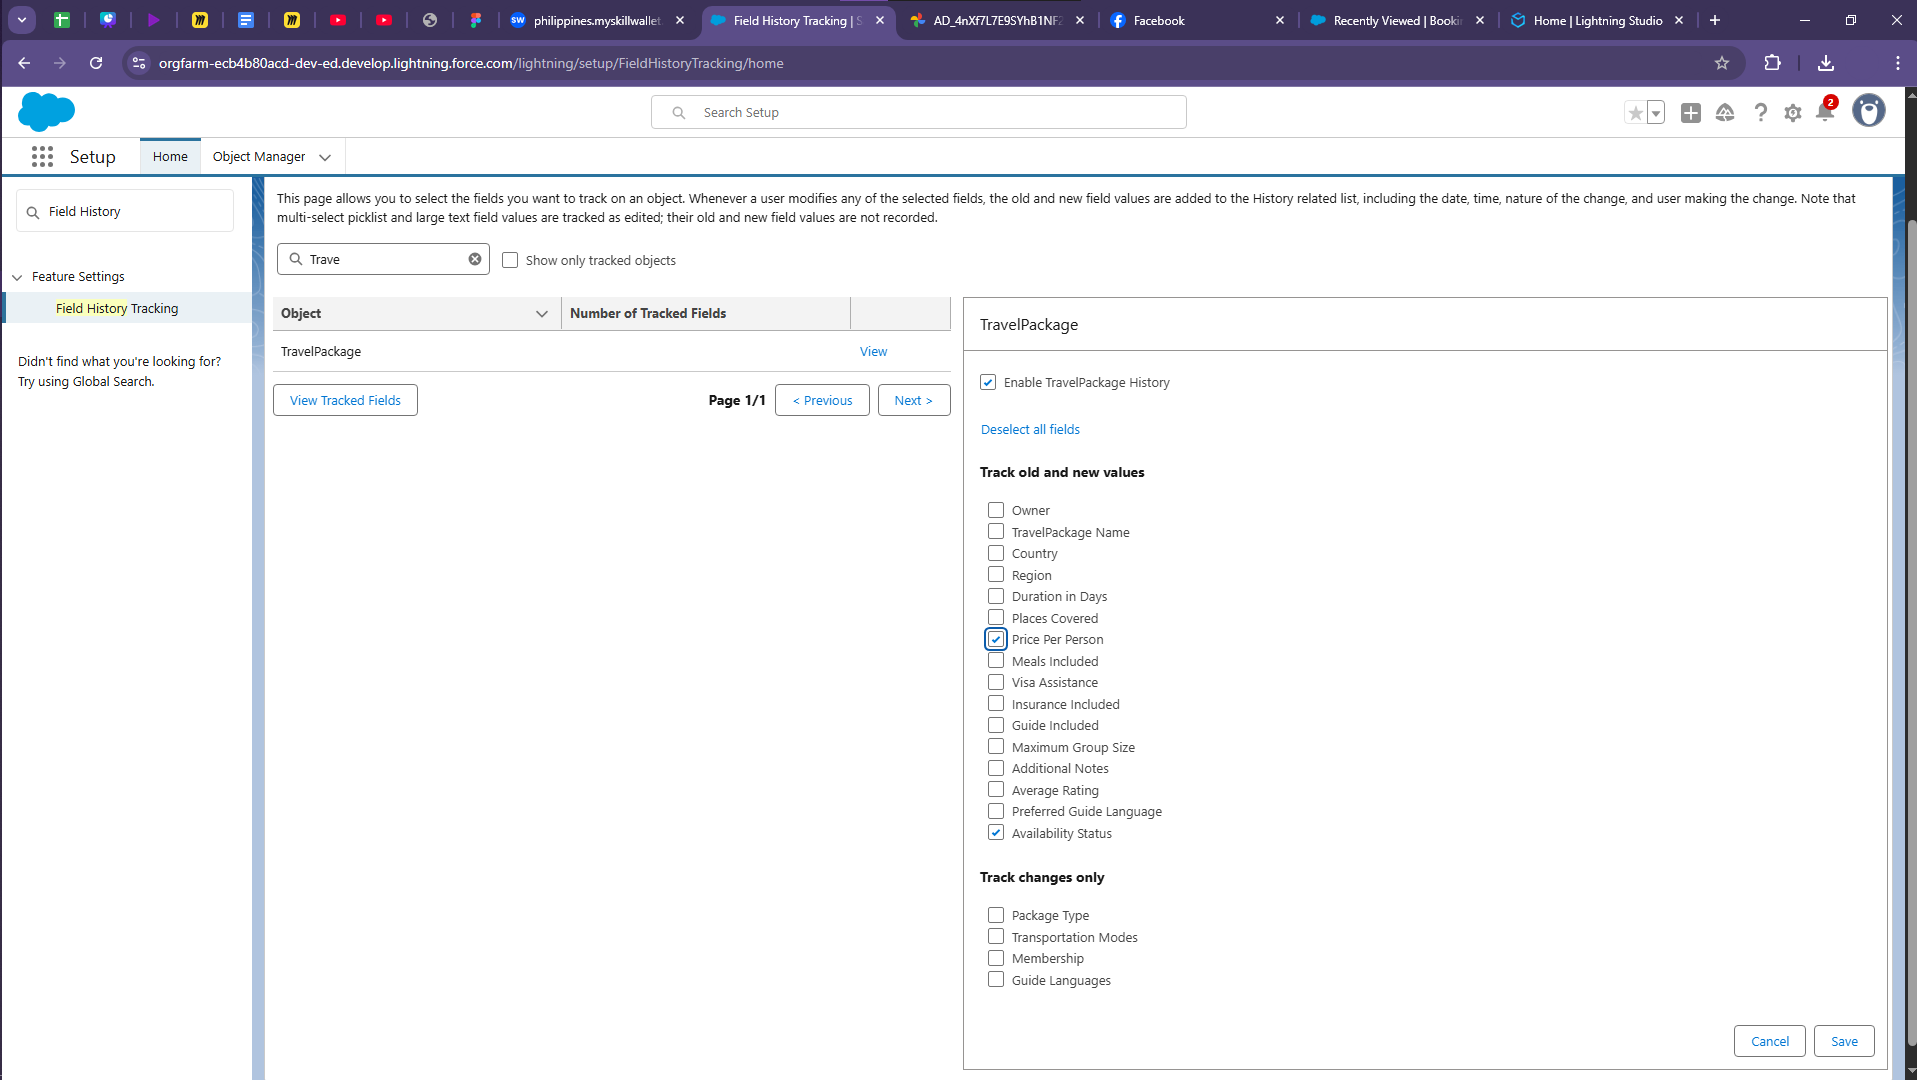 philippines.myskillwallet.
Field History Tracking | S
AD_4nXf7L7E9SYhB1NF2
Facebook
Recently Viewed | Booki
Home | Lightning Studio
orgfarm-ecb4b80acd-dev-ed.develop.lightning.force.com/lightning/setup/FieldHistoryTracking/home
Search Setup
2
Setup
Home
Object Manager
Field History
Feature Settings
Field History Tracking
Didn't find what you're looking for?
Try using Global Search.
This page allows you to select the fields you want to track on an object. Whenever a user modifies any of the selected fields, the old and new field values are added to the History related list, including the date, time, nature of the change, and user making the change. Note that
multi-select picklist and large text field values are tracked as edited; their old and new field values are not recorded.
Trave
Show only tracked objects
Object
Number of Tracked Fields
TravelPackage
View
View Tracked Fields
Page 1/1
< Previous
Next >
TravelPackage
Enable TravelPackage History
Deselect all fields
Track old and new values
Owner
TravelPackage Name
Country
Region
Duration in Days
Places Covered
Price Per Person
Meals Included
Visa Assistance
Insurance Included
Guide Included
Maximum Group Size
Additional Notes
Average Rating
Preferred Guide Language
Availability Status
Track changes only
Package Type
Transportation Modes
Membership
Guide Languages
Cancel
Save